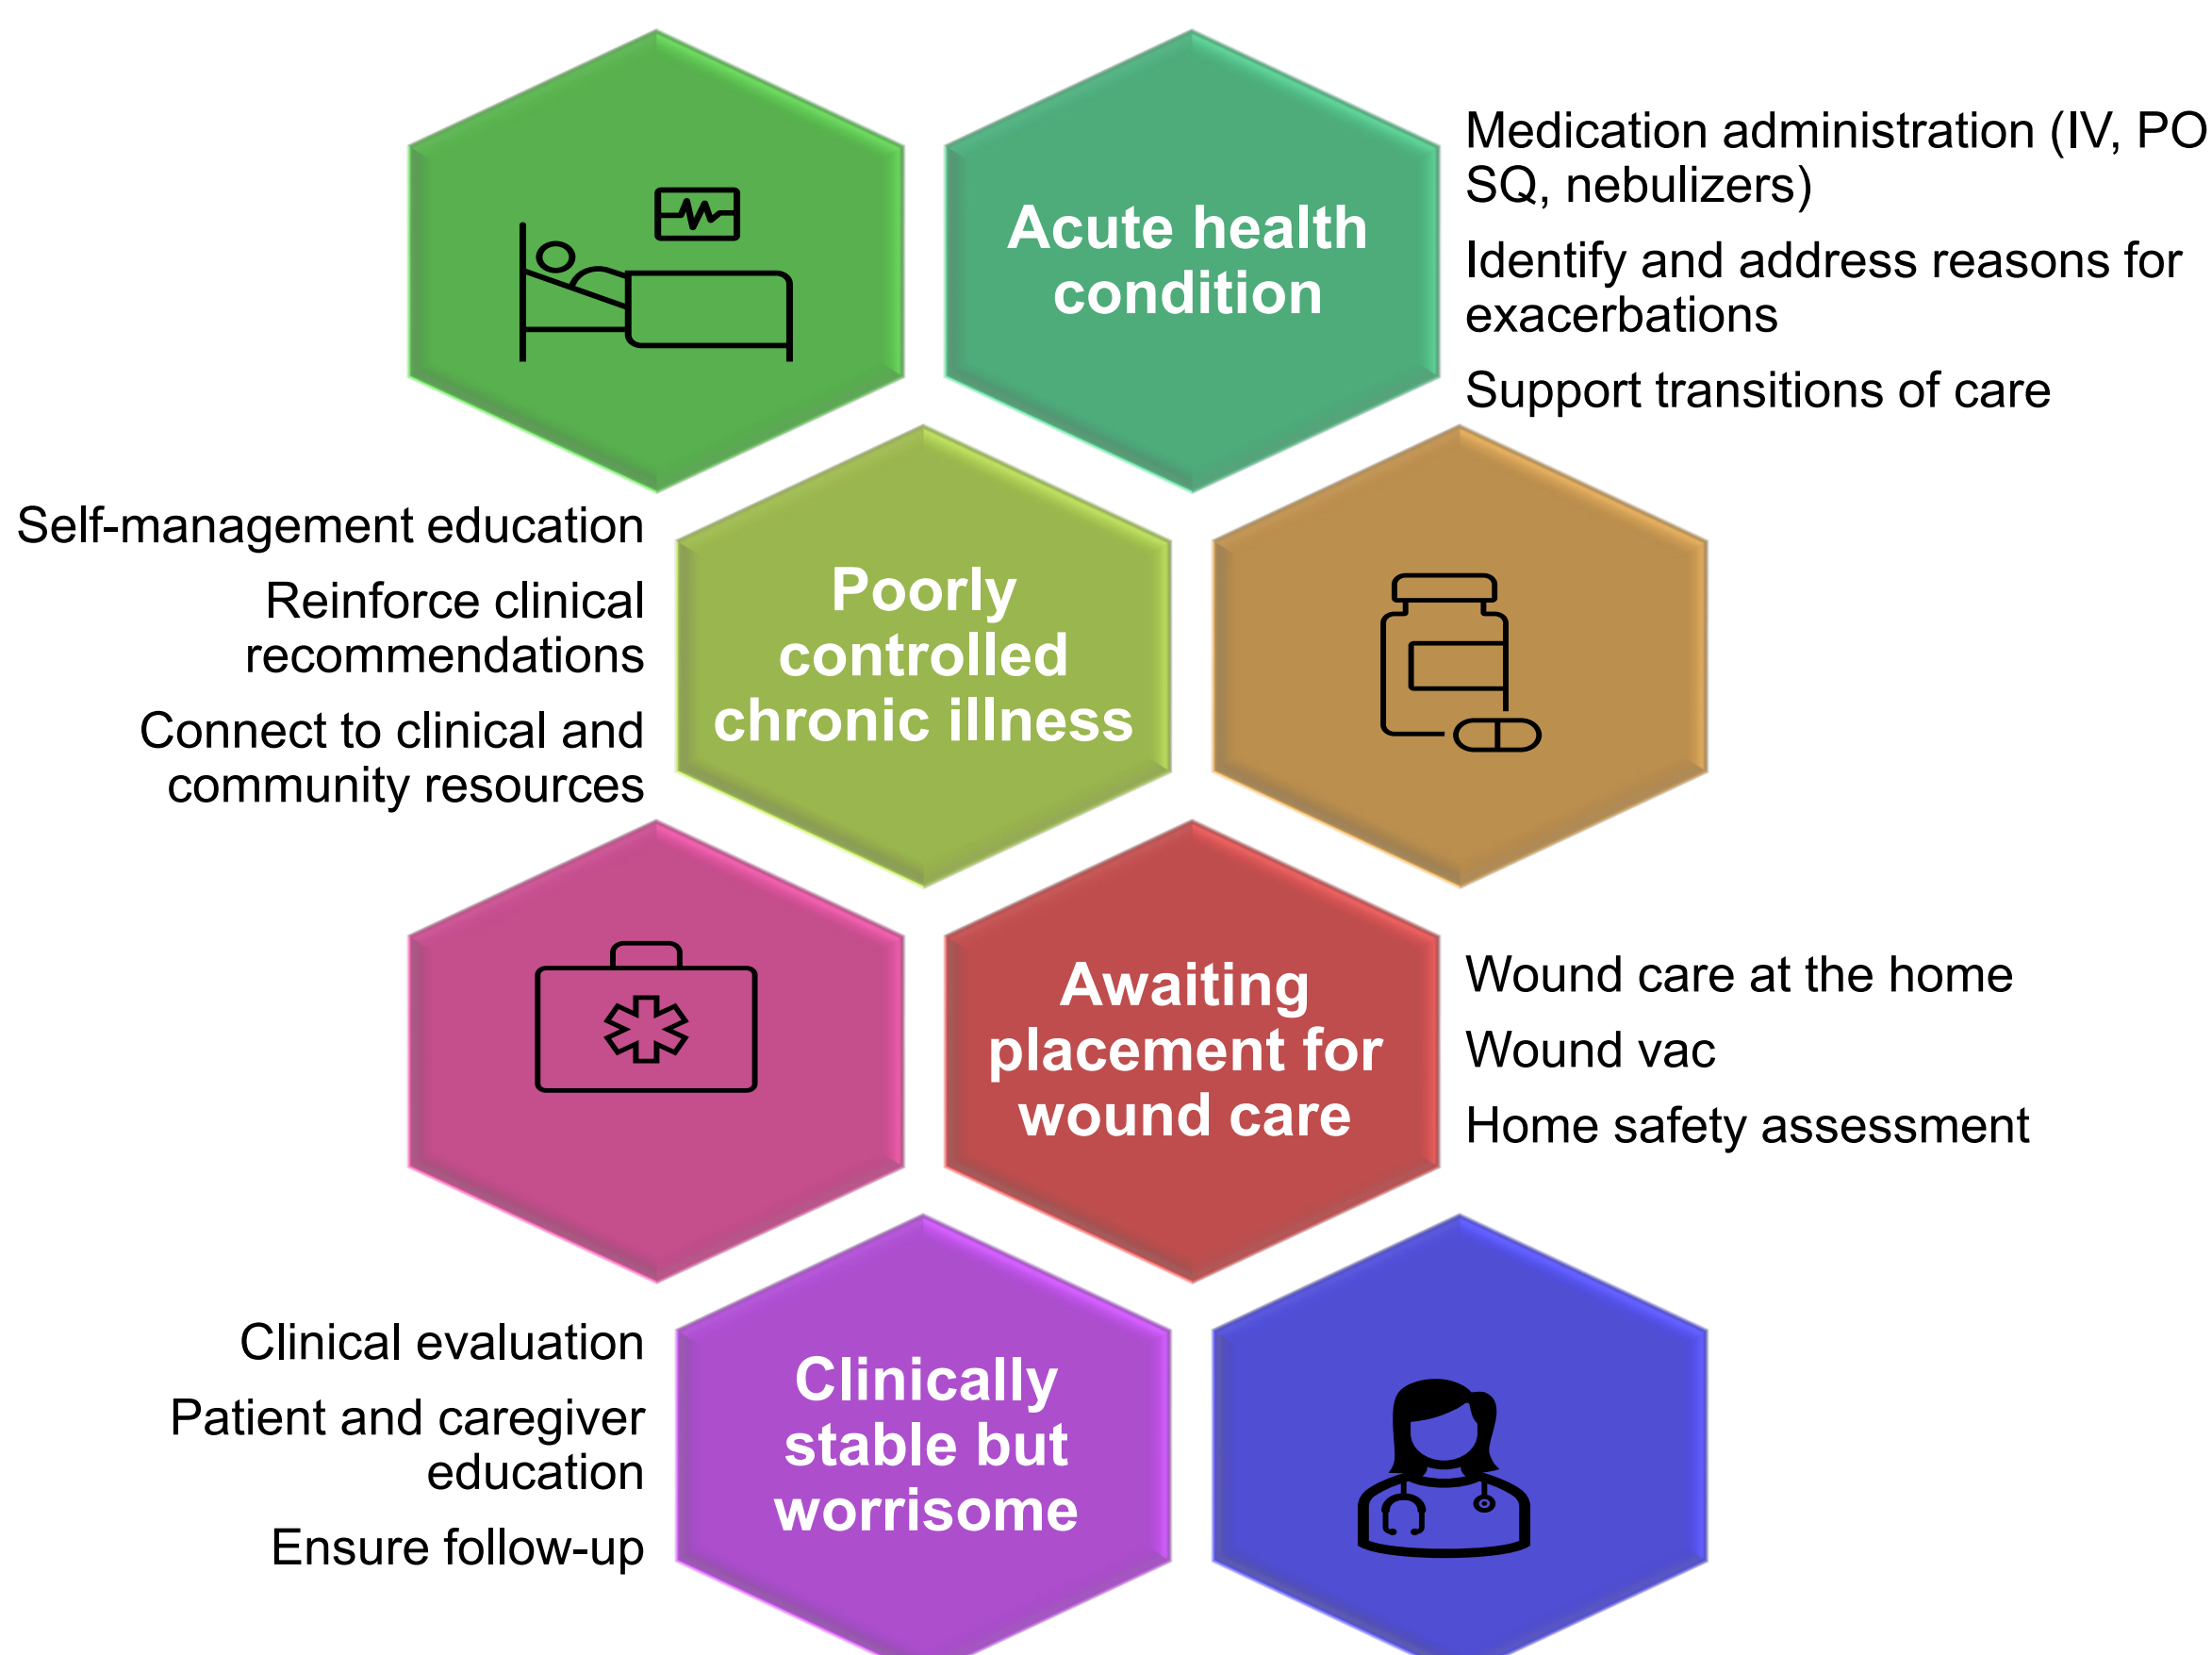 Acute health
condition
Medication administration (IV, PO
SQ, nebulizers)
Identify and address reasons for
exacerbations
Support transitions of care
Poorly
controlled
chronic illness
Self-management education
Reinforce clinical
recommendations
Connect to clinical and
community resources
Awaiting
placement for
wound care
Wound care at the home
Wound vac
Home safety assessment
Clinically
stable but
worrisome
Clinical evaluation
Patient and caregiver
education
Ensure follow-up